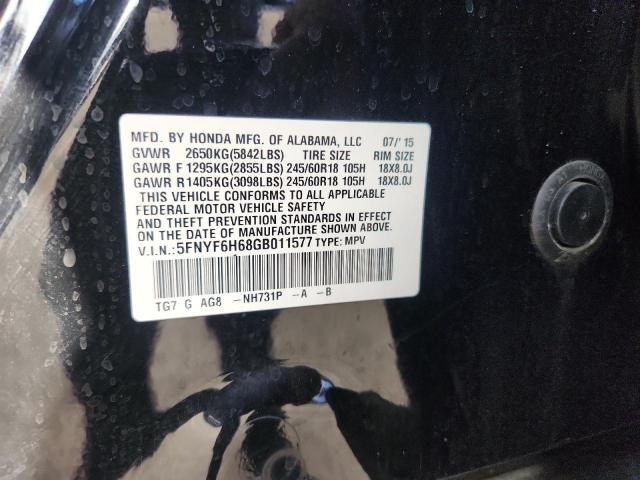 MFD. BY HONDA MFG. OF ALABAMA, LLC 07/'15
GVWR 2650KG(5842LBS) TIRE SIZE RIM SIZE
GAWR F 1295KG(2855LBS) 245/60R18 105H 18X8.0J
GAWR R 1405KG(3098LBS) 245/60R18 105H 18X8.0J
THIS VEHICLE CONFORMS TO ALL APPLICABLE
FEDERAL MOTOR VEHICLE SAFETY
AND THEFT PREVENTION STANDARDS IN EFFECT
ON THE DATE OF MANUFACTURE SHOWN ABOVE.
V.I.N.: 5FNYF6H68GB011577 TYPE: MPV
TG7 G AG8 -NH731P -A -B